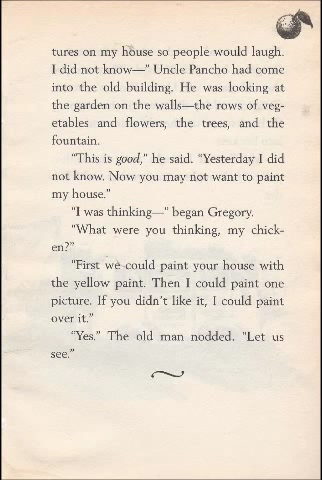 tures on my house so people would laugh.
I did not know—” Uncle Pancho had come
into the old building. He was looking at
the garden on the walls—the rows of veg-
etables and flowers, the trees, and the
fountain.
“This is good,” he said. “Yesterday I did
not know. Now you may not want to paint
my house.”
“I was thinking—” began Gregory.
“What were you thinking, my chick-
en?”
“First we could paint your house with
the yellow paint. Then I could paint one
picture. If you didn’t like it, I could paint
over it.”
“Yes.” The old man nodded. “Let us
see.”